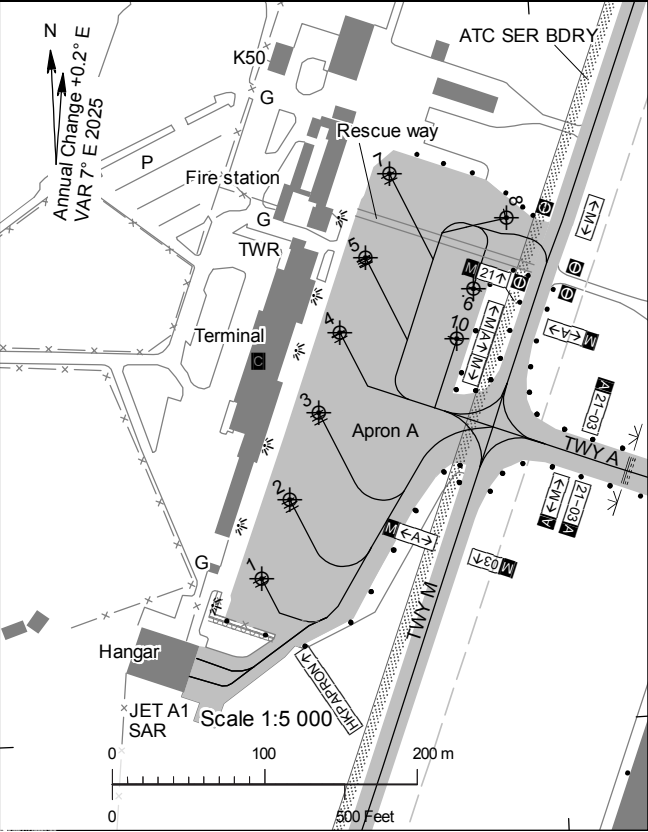 N
Annual Change +0.2° E
VAR 7° E 2025
ATC SER BDRY
K50
G
Rescue way
P
7
Fire station
8
←M→
G
TWR
5
M
21↑
6
Terminal
4
10
←M|A↑|M→
M
←A→
C
3
Apron A
A
21-03
TWY A
2
21-03
A
←M→
A
M
←A→
G
1
M
03↑
TWY M
Hangar
HKP APRON↑
JET A1
SAR
Scale 1:5 000
0
100
200 m
0
500 Feet